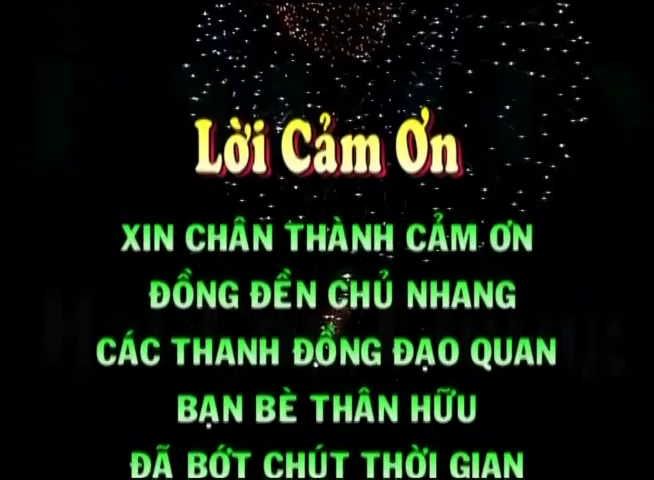 Lời Cảm Ơn
XIN CHÂN THÀNH CẢM ƠN
ĐỒNG ĐỀN CHỦ NHANG
CÁC THANH ĐỒNG ĐẠO QUAN
BẠN BÈ THÂN HỮU
ĐÃ BỚT CHÚT THỜI GIAN